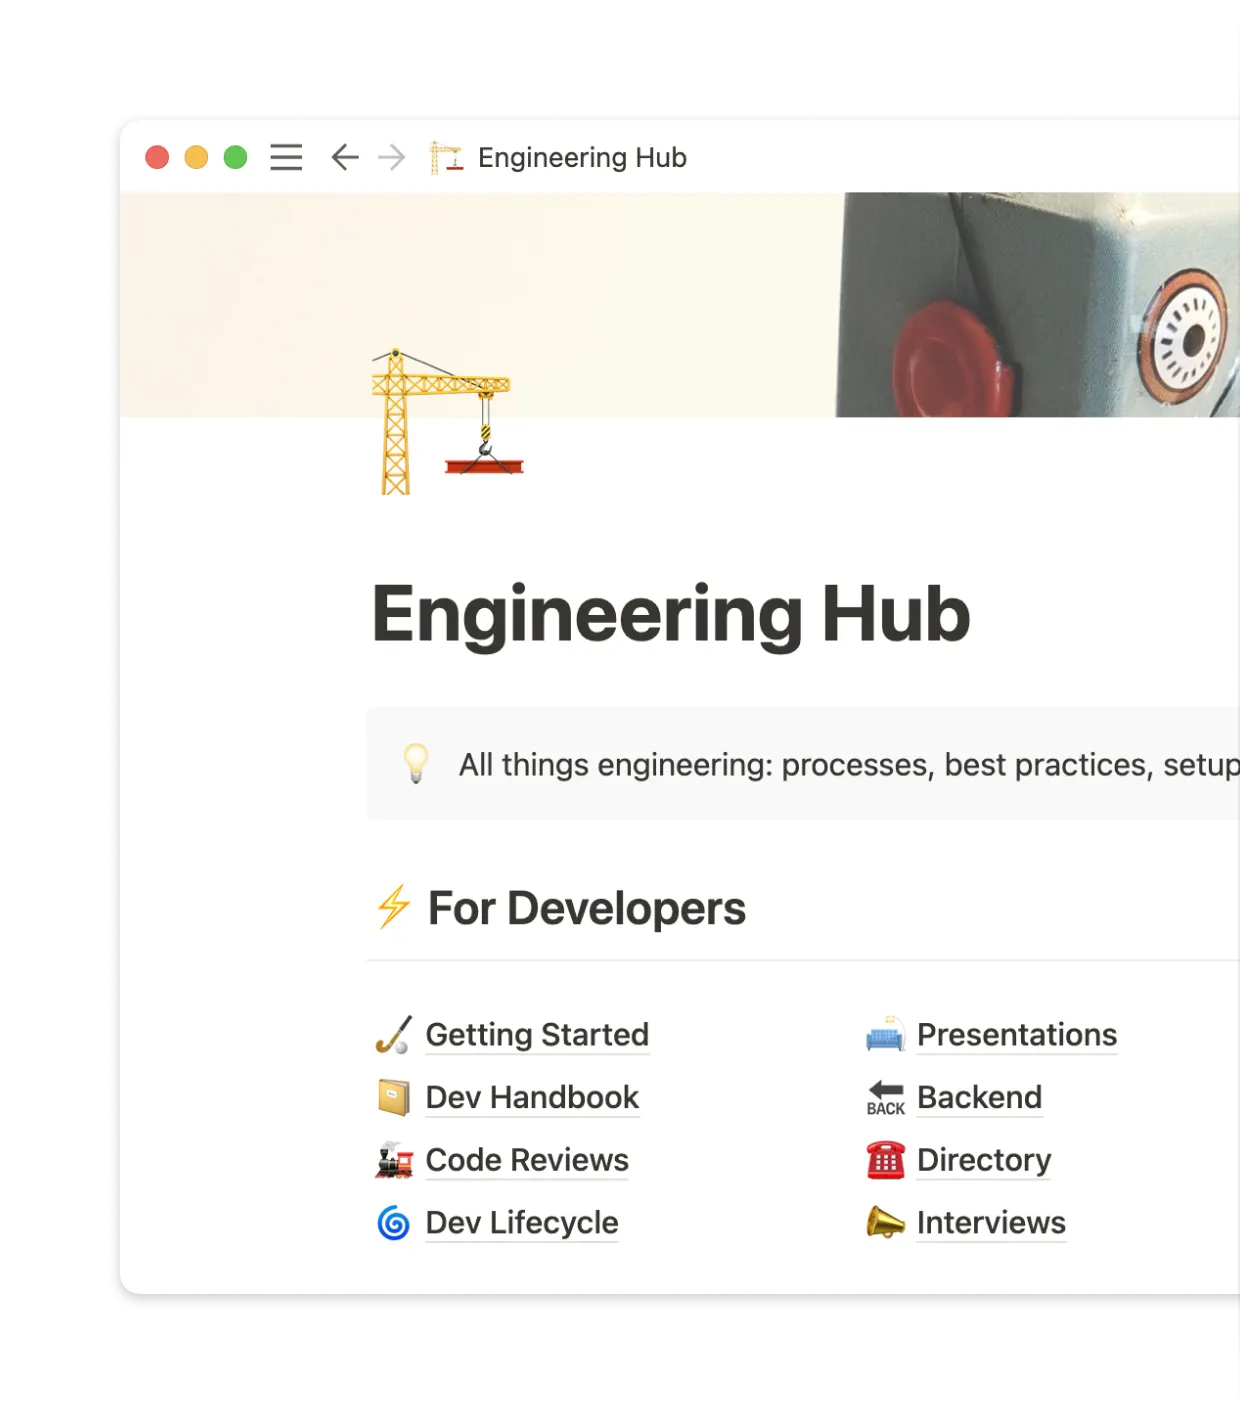 Engineering Hub
Engineering Hub
All things engineering: processes, best practices, setup
For Developers
Getting Started
Dev Handbook
Code Reviews
Dev Lifecycle
Presentations
BACK Backend
Directory
Interviews